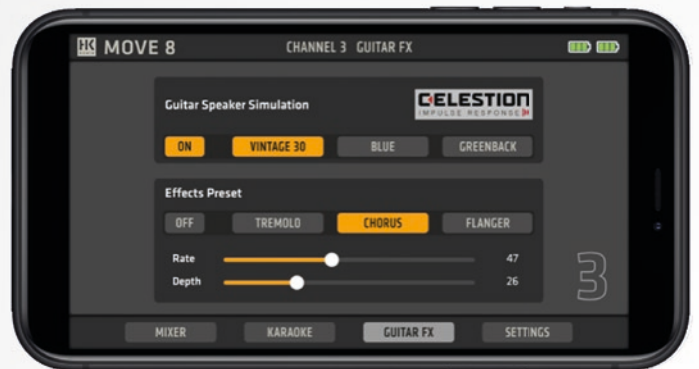 HK MOVE 8 CHANNEL 3 GUITAR FX
Guitar Speaker Simulation CELESTION
IMPULSE RESPONSE
ON VINTAGE 30 BLUE GREENBACK
Effects Preset
OFF TREMOLO CHORUS FLANGER
Rate 47
Depth 26
3
MIXER KARAOKE GUITAR FX SETTINGS